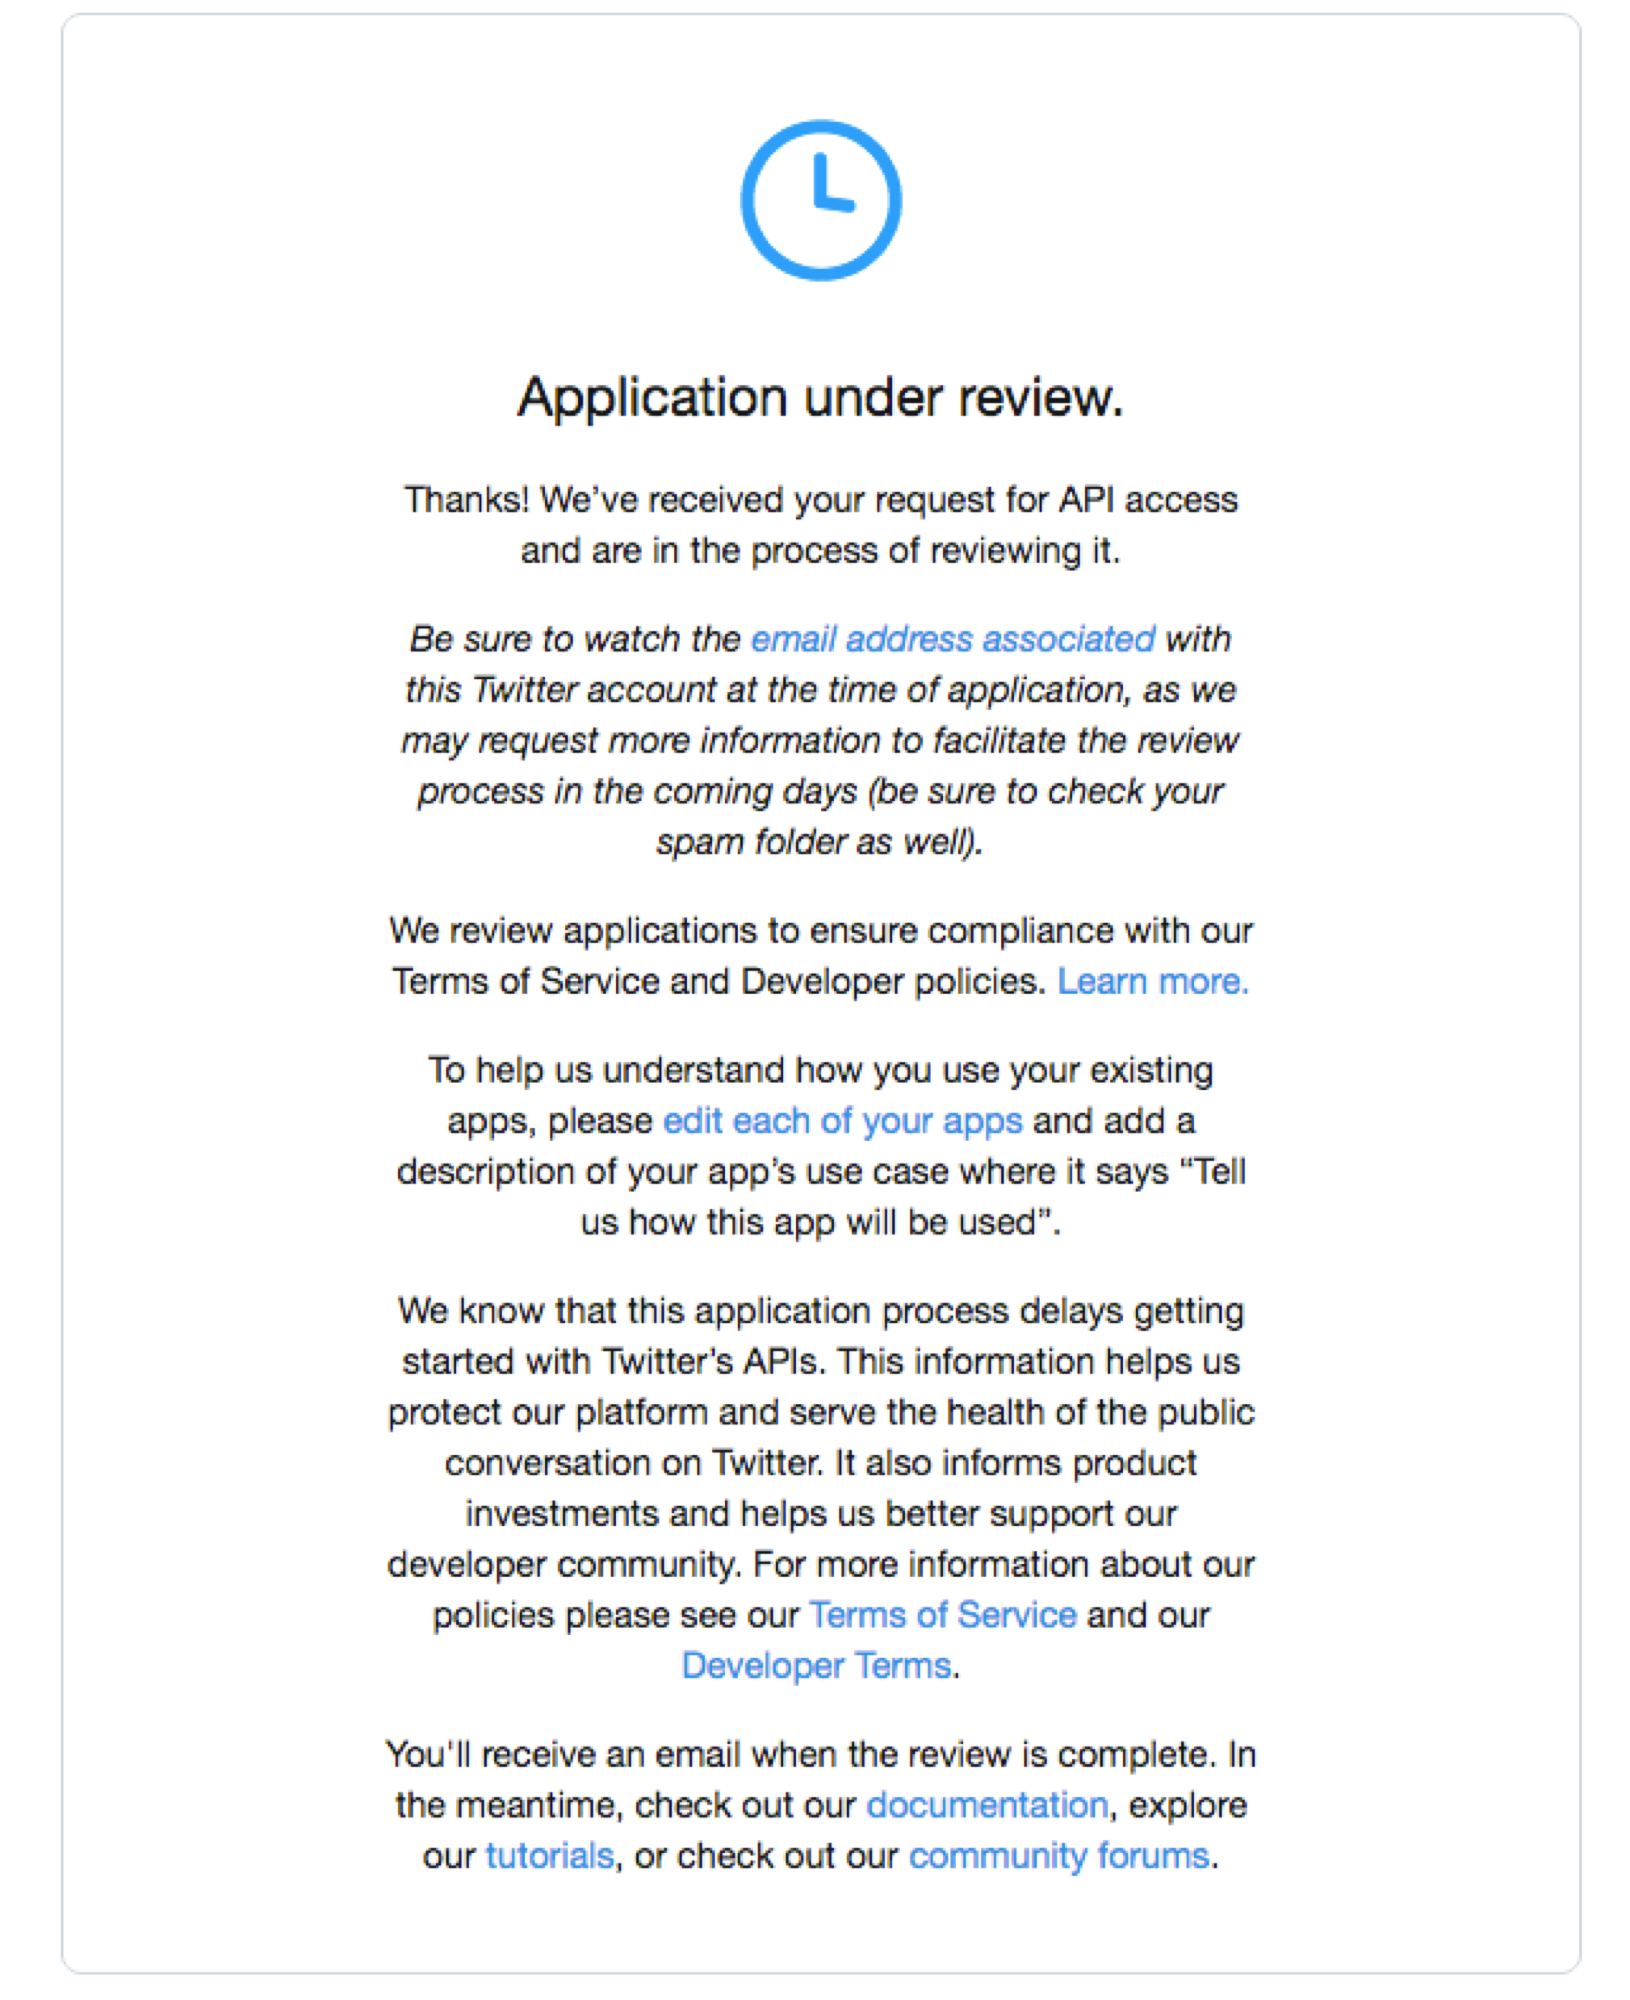 Application under review.
Thanks! We’ve received your request for API access
and are in the process of reviewing it.
Be sure to watch the email address associated with
this Twitter account at the time of application, as we
may request more information to facilitate the review
process in the coming days (be sure to check your
spam folder as well).
We review applications to ensure compliance with our
Terms of Service and Developer policies. Learn more.
To help us understand how you use your existing
apps, please edit each of your apps and add a
description of your app’s use case where it says “Tell
us how this app will be used”.
We know that this application process delays getting
started with Twitter’s APIs. This information helps us
protect our platform and serve the health of the public
conversation on Twitter. It also informs product
investments and helps us better support our
developer community. For more information about our
policies please see our Terms of Service and our
Developer Terms.
You'll receive an email when the review is complete. In
the meantime, check out our documentation, explore
our tutorials, or check out our community forums.